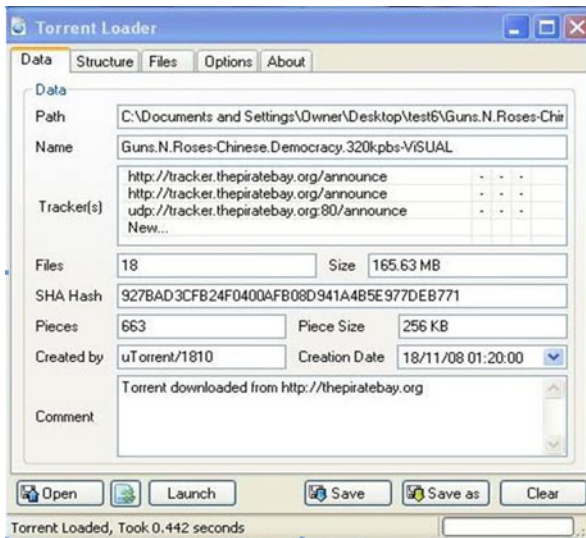 Torrent Loader
Data Structure Files Options About
Data
Path C:\Documents and Settings\Owner\Desktop\test6\Guns.N.Roses-Chir
Name Guns.N.Roses-Chinese.Democracy.320kpbs-ViSUAL
http://tracker.thepiratebay.org/announce - - -
http://tracker.thepiratebay.org/announce - - -
Tracker(s) udp://tracker.thepiratebay.org:80/announce - - -
New...
Files 18 Size 165.63 MB
SHA Hash 927BAD3CFB24F0400AFB08D941A4B5E977DEB771
Pieces 663 Piece Size 256 KB
Created by uTorrent/1810 Creation Date 18/11/08 01:20:00
Torrent downloaded from http://thepiratebay.org
Comment
Open Launch Save Save as Clear
Torrent Loaded, Took 0.442 seconds